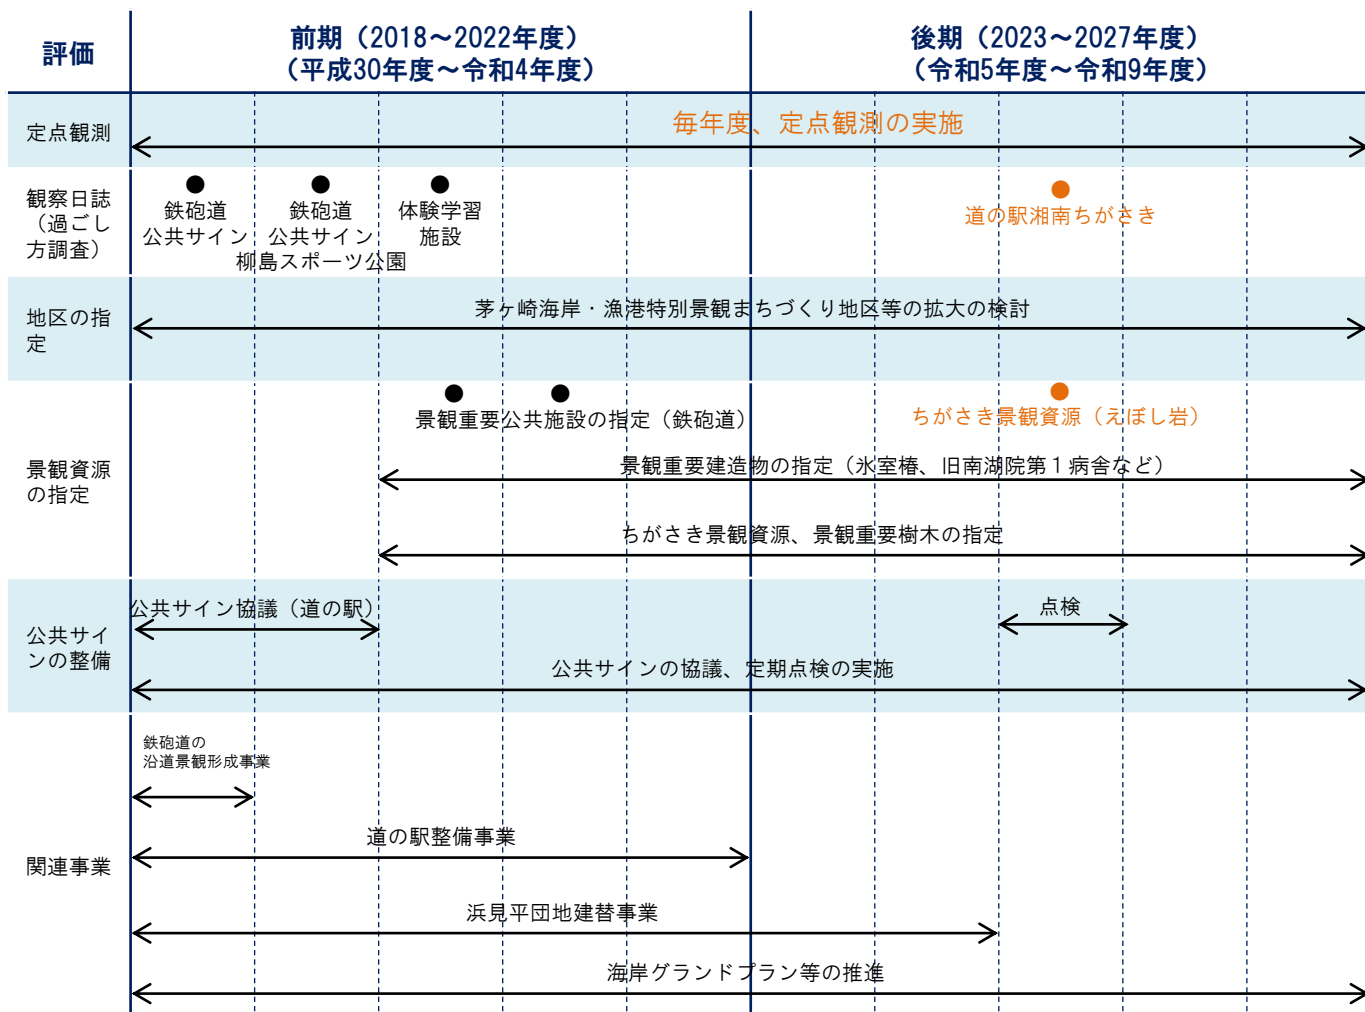 評価
前期（2018～2022年度）
（平成30年度～令和4年度）
後期（2023～2027年度）
（令和5年度～令和9年度）
定点観測
毎年度、定点観測の実施
観察日誌
（過ごし
方調査）
鉄砲道
公共サイン
鉄砲道
公共サイン
柳島スポーツ公園
体験学習
施設
道の駅湘南ちがさき
地区の指
定
茅ヶ崎海岸・漁港特別景観まちづくり地区等の拡大の検討
景観資源
の指定
景観重要公共施設の指定（鉄砲道）
ちがさき景観資源（えぼし岩）
景観重要建造物の指定（氷室椿、旧南湖院第１病舎など）
ちがさき景観資源、景観重要樹木の指定
公共サイ
ンの整備
公共サイン協議（道の駅）
点検
公共サインの協議、定期点検の実施
関連事業
鉄砲道の
沿道景観形成事業
道の駅整備事業
浜見平団地建替事業
海岸グランドプラン等の推進